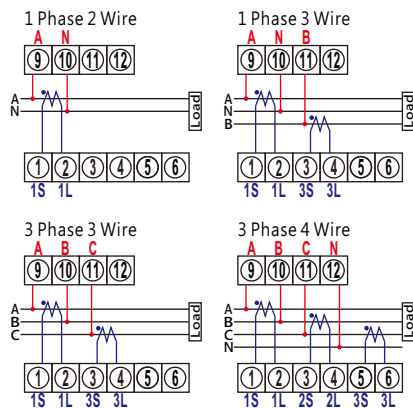 1 Phase 2 Wire
A N
9 10 11 12
A
N
Load
1 2 3 4 5 6
1S 1L
1 Phase 3 Wire
A N B
9 10 11 12
A
N
B
Load
1 2 3 4 5 6
1S 1L 3S 3L
3 Phase 3 Wire
A B C
9 10 11 12
A
B
C
Load
1 2 3 4 5 6
1S 1L 3S 3L
3 Phase 4 Wire
A B C N
9 10 11 12
A
B
C
N
Load
1 2 3 4 5 6
1S 1L 2S 2L 3S 3L